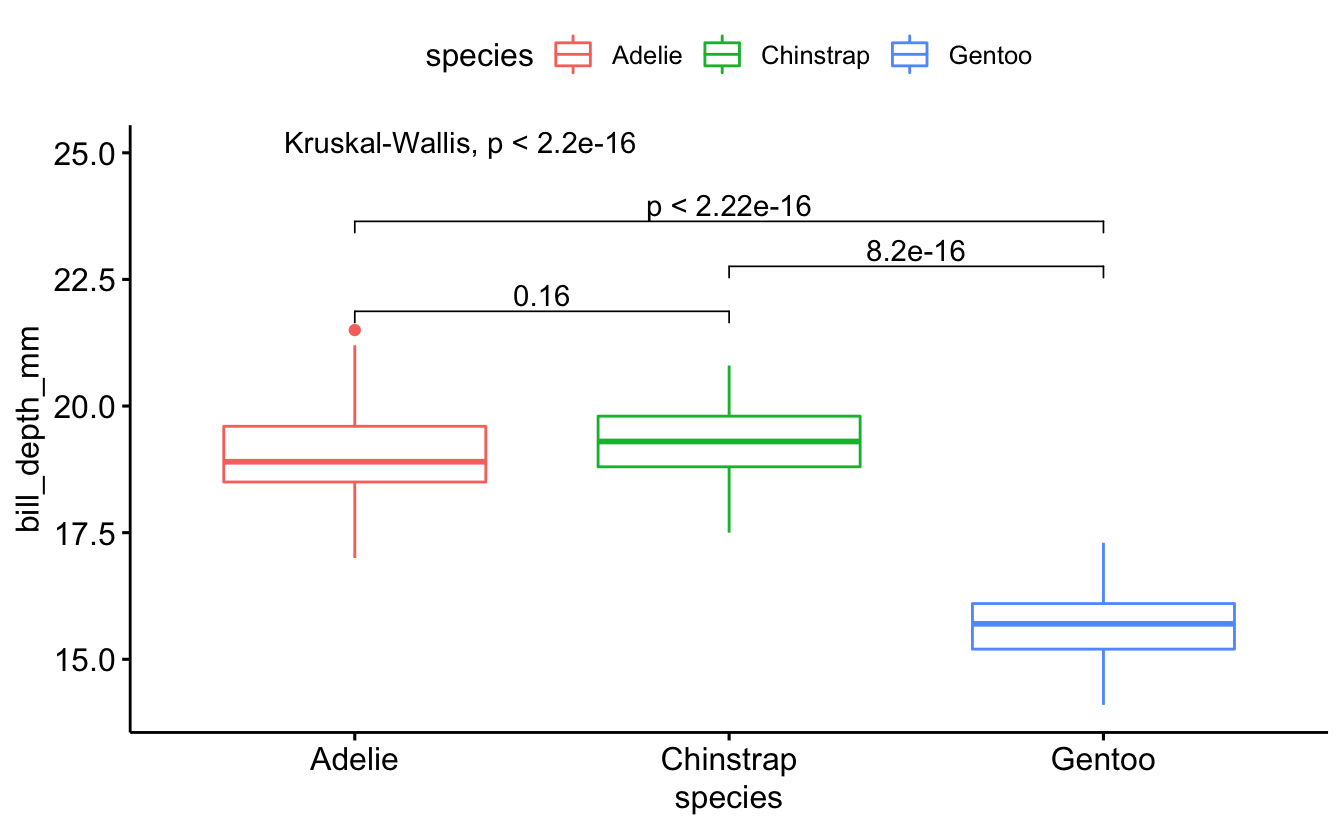 species Adelie Chinstrap Gentoo
Kruskal-Wallis, p < 2.2e-16
p < 2.22e-16
8.2e-16
0.16
bill_depth_mm
25.0
22.5
20.0
17.5
15.0
Adelie Chinstrap Gentoo
species